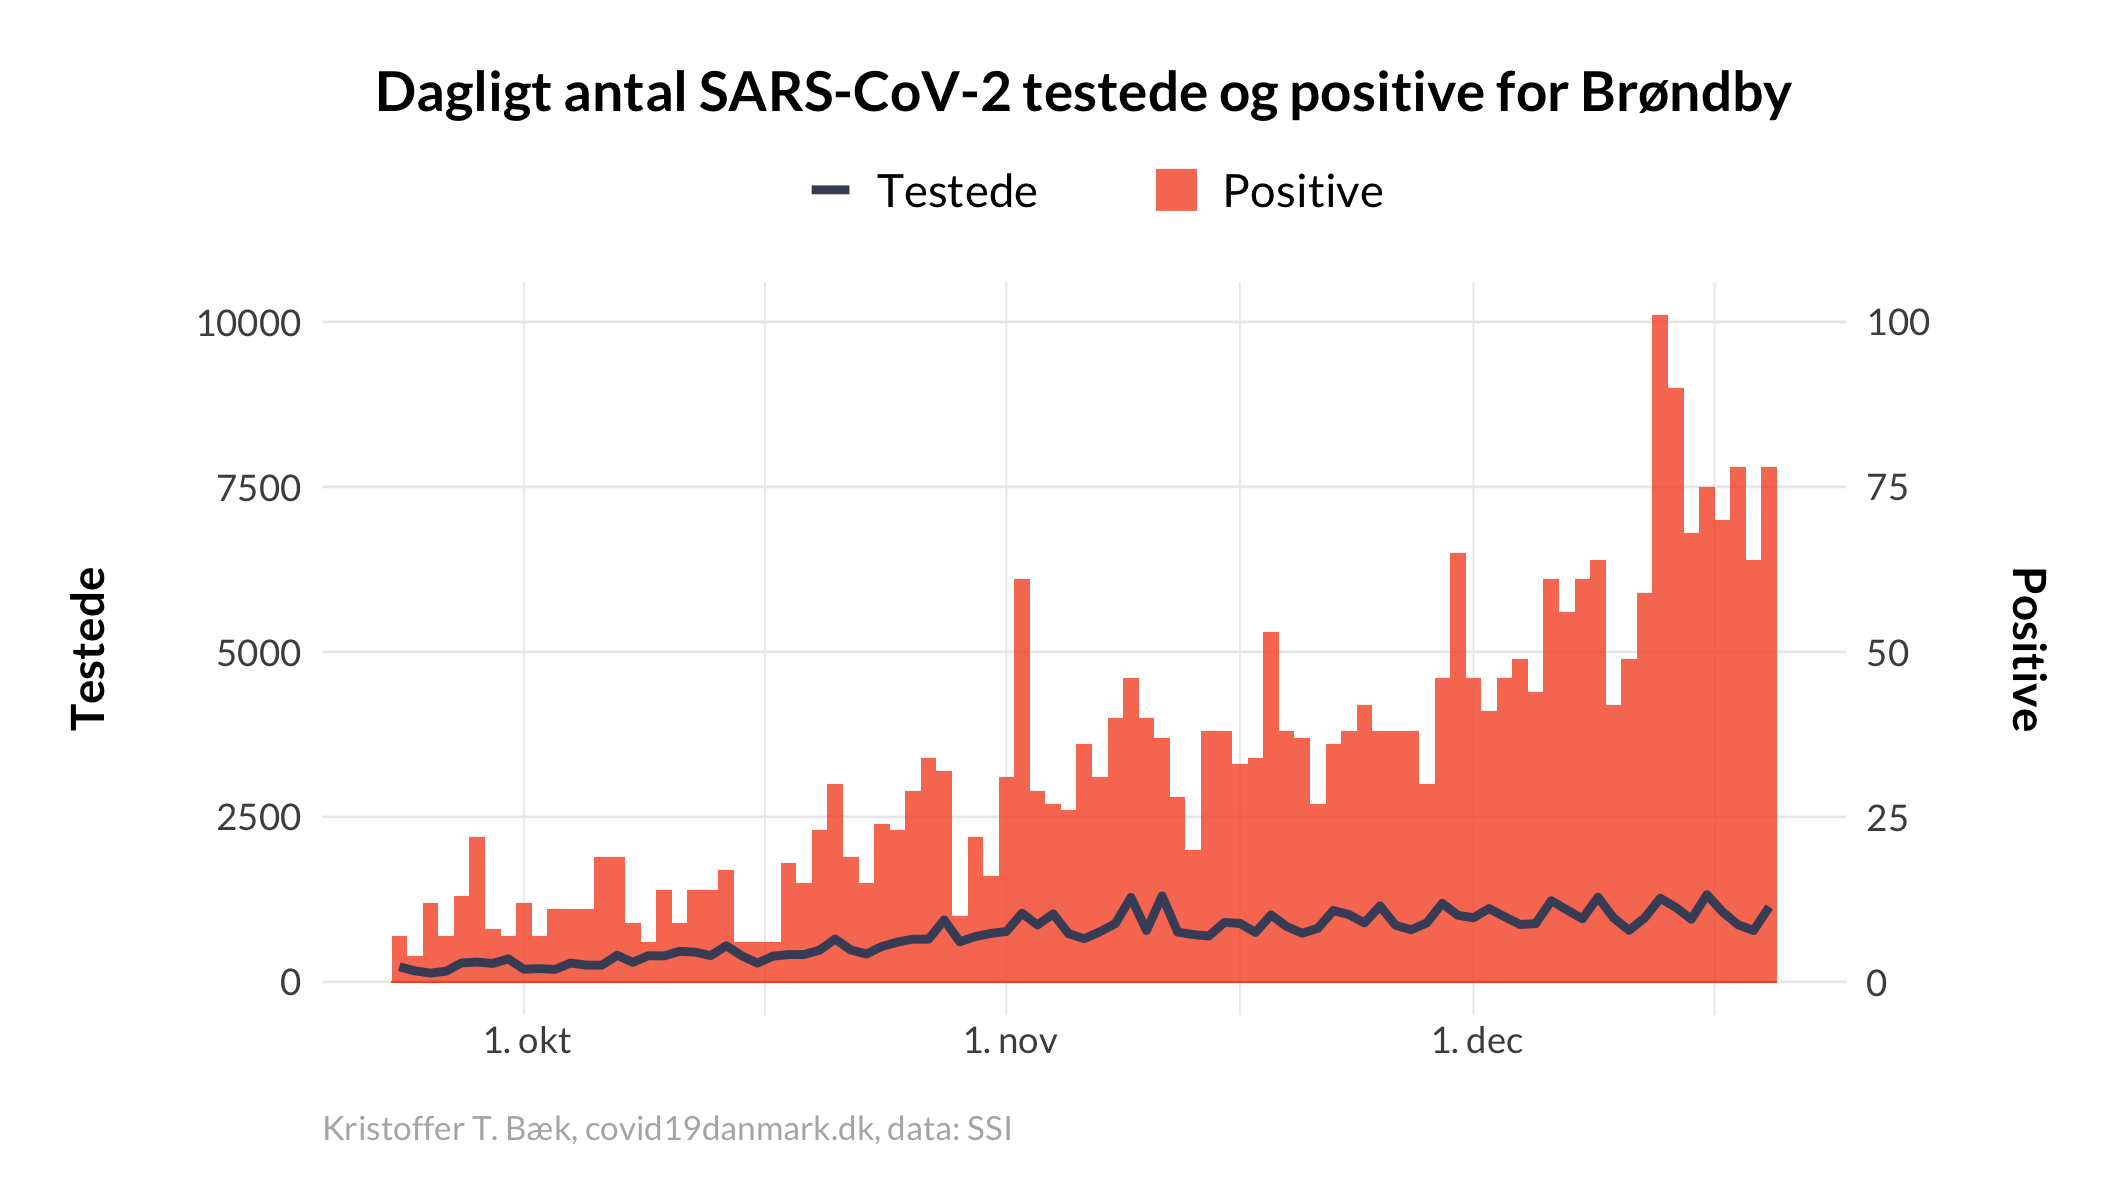 Dagligt antal SARS-CoV-2 testede og positive for Brøndby
Testede
Positive
10000
7500
5000
2500
0
100
75
50
25
0
Testede
Positive
1. okt
1. nov
1. dec
Kristoffer T. Bæk, covid19danmark.dk, data: SSI